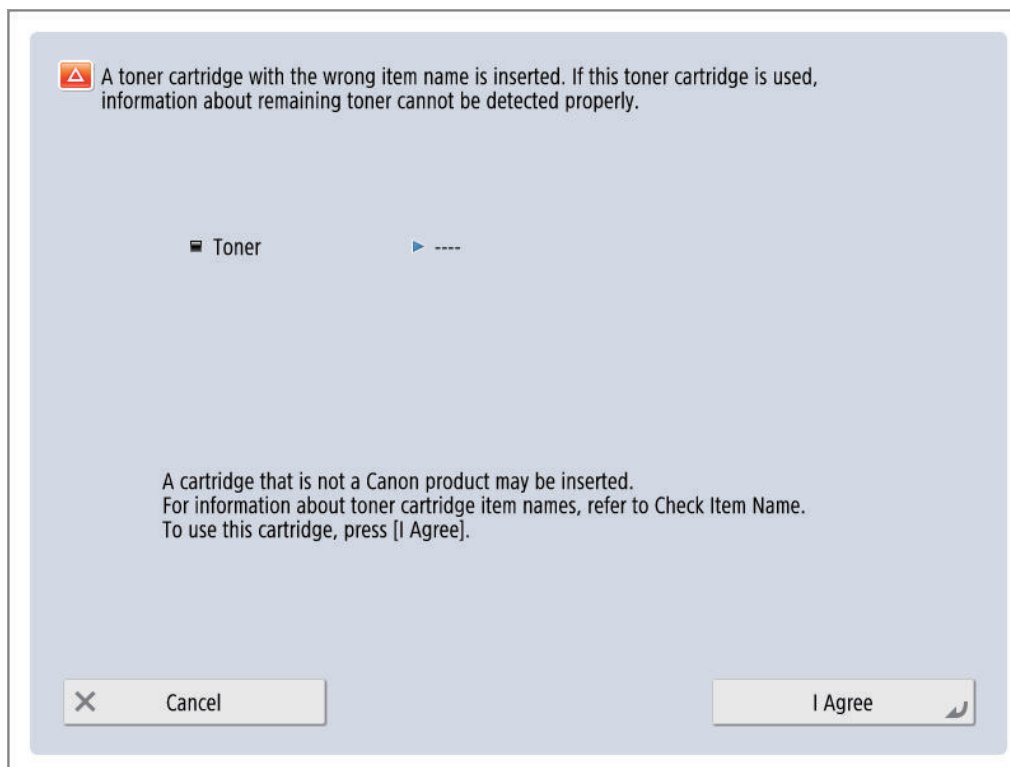 A toner cartridge with the wrong item name is inserted. If this toner cartridge is used,
information about remaining toner cannot be detected properly.
Toner
----
A cartridge that is not a Canon product may be inserted.
For information about toner cartridge item names, refer to Check Item Name.
To use this cartridge, press [I Agree].
Cancel
I Agree